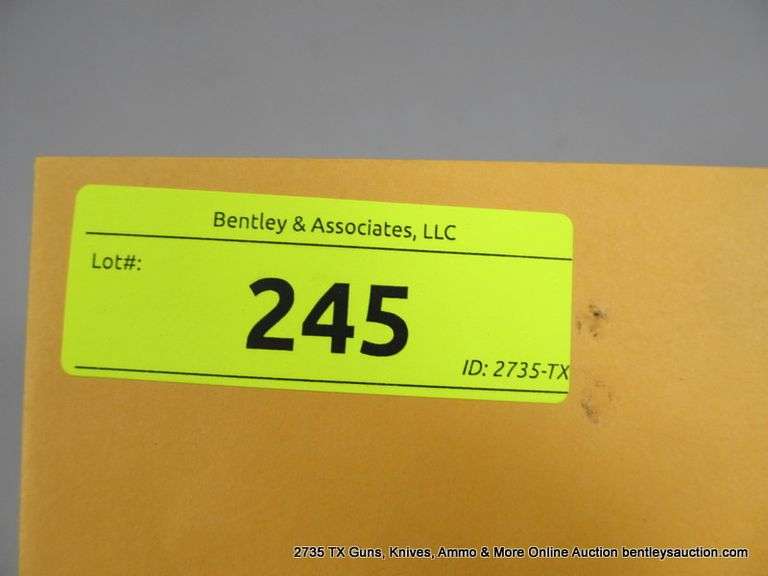 Bentley & Associates, LLC
Lot#:
245
ID: 2735-TX
2735 TX Guns, Knives, Ammo & More Online Auction bentleysauction.com